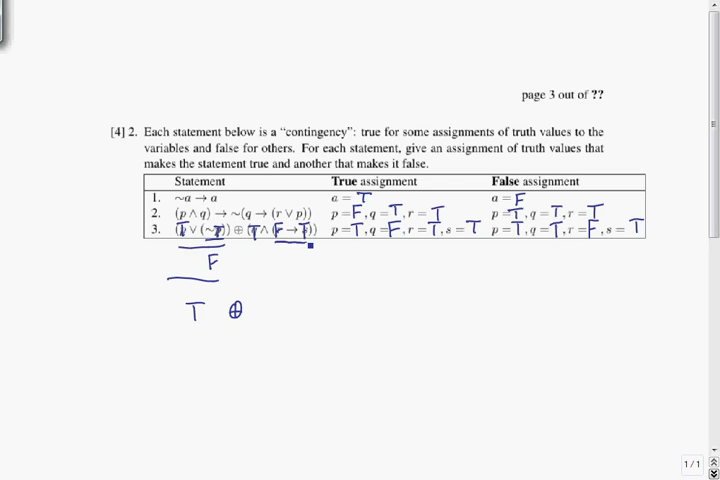 page 3 out of ??
[4] 2. Each statement below is a "contingency": true for some assignments of truth values to the
variables and false for others. For each statement, give an assignment of truth values that
makes the statement true and another that makes it false.
Statement True assignment False assignment
1. ~a → a a = T a = F
2. (p ∧ q) → ~(q → (r ∨ p)) p = F, q = T, r = T p = T, q = T, r = T
3. (T ∨ (~T)) ⊕ (T ∧ (F → T)) p = T, q = F, r = T, s = T p = T, q = T, r = F, s = T
F
T ⊕
1/1